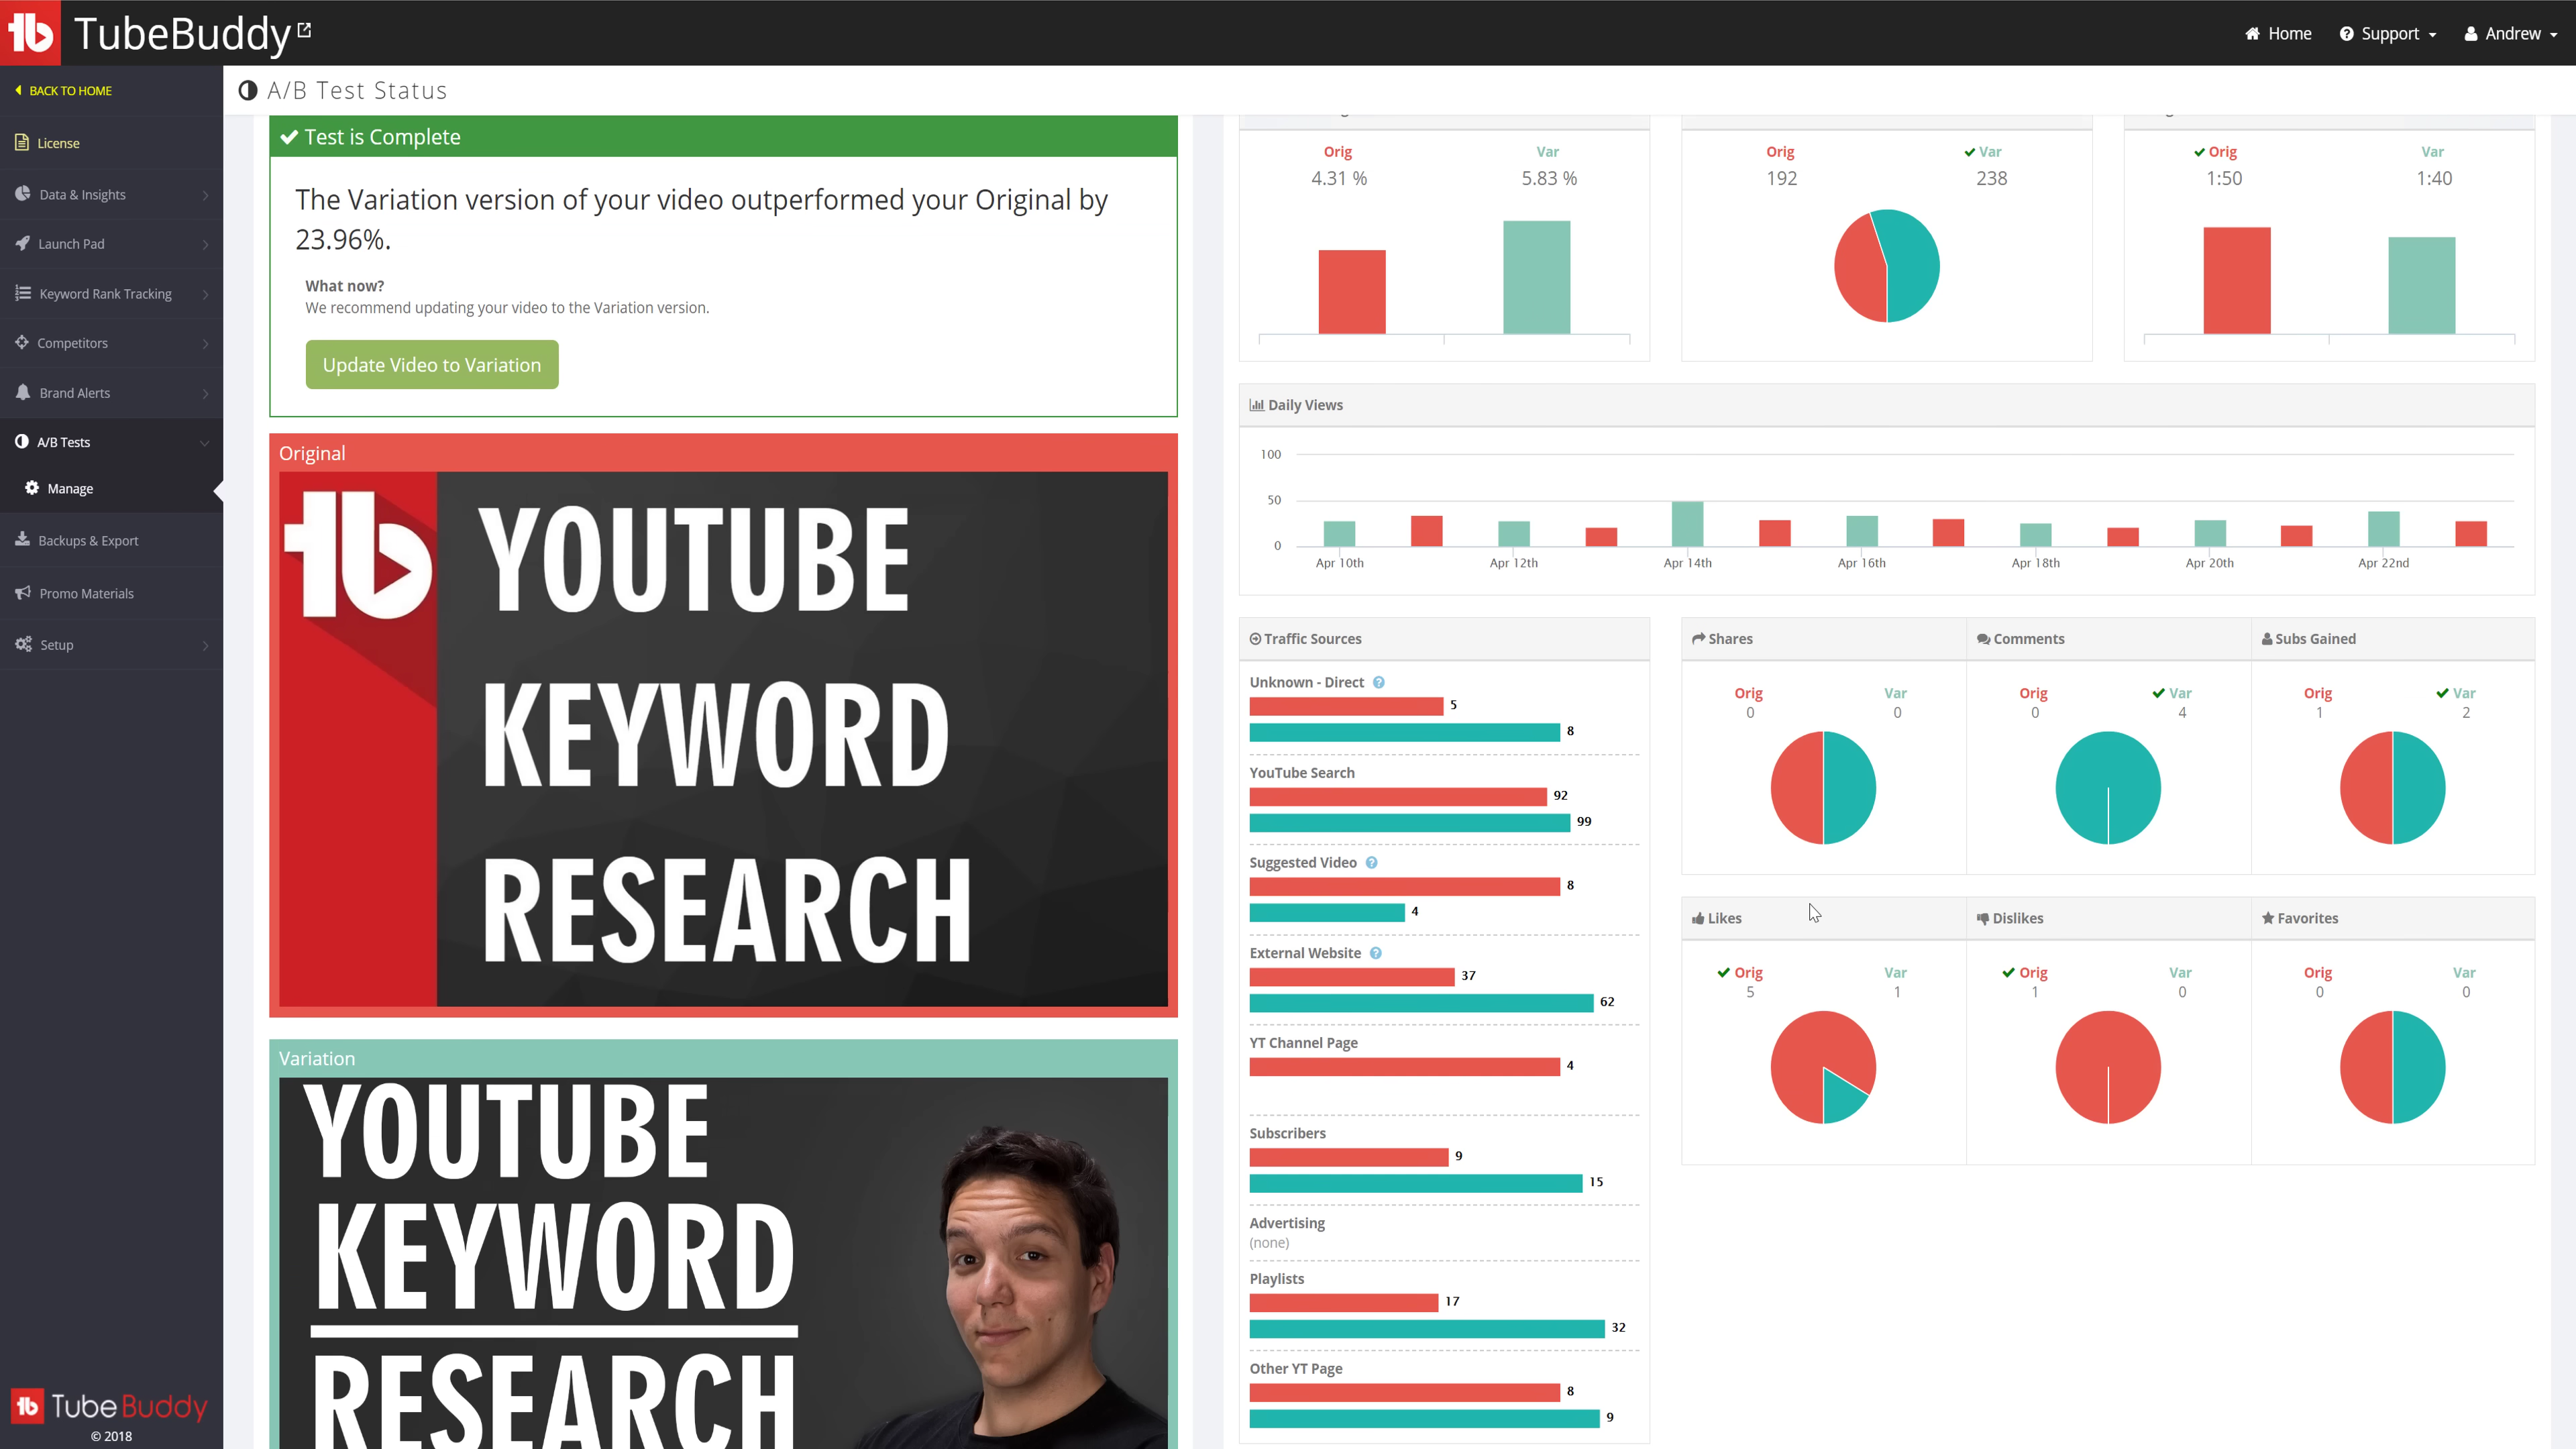 TubeBuddy
Home
Support
Andrew
BACK TO HOME
License
Data & Insights
Launch Pad
Keyword Rank Tracking
Competitors
Brand Alerts
A/B Tests
Manage
Backups & Export
Promo Materials
Setup
TubeBuddy
© 2018
A/B Test Status
Test is Complete
The Variation version of your video outperformed your Original by
23.96%.
What now?
We recommend updating your video to the Variation version.
Update Video to Variation
Original
tb
YOUTUBE
KEYWORD
RESEARCH
Variation
YOUTUBE
KEYWORD
RESEARCH
Orig Var
4.31 % 5.83 %
Orig Var
192 238
Orig Var
1:50 1:40
Daily Views
100
50
0
Apr 10th Apr 12th Apr 14th Apr 16th Apr 18th Apr 20th Apr 22nd
Traffic Sources
Unknown - Direct
5
8
YouTube Search
92
99
Suggested Video
8
4
External Website
37
62
YT Channel Page
4
Subscribers
9
15
Advertising
(none)
Playlists
17
32
Other YT Page
8
9
Shares Comments Subs Gained
Orig Var Orig Var Orig Var
0 0 0 4 1 2
Likes Dislikes Favorites
Orig Var Orig Var Orig Var
5 1 1 0 0 0